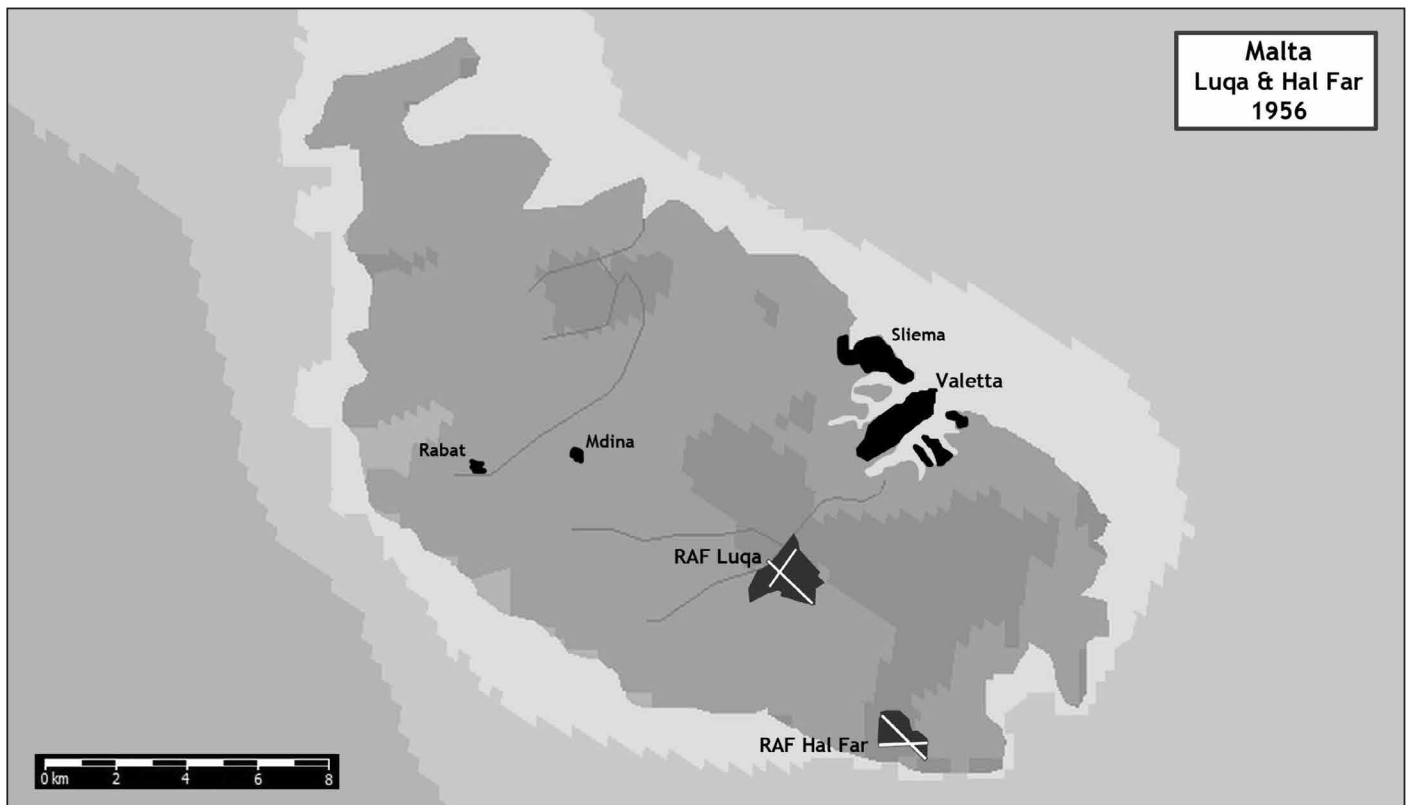 Malta
Luqa & Hal Far
1956
Sliema
Valetta
Rabat
Mdina
RAF Luqa
RAF Hal Far
0 km 2 4 6 8